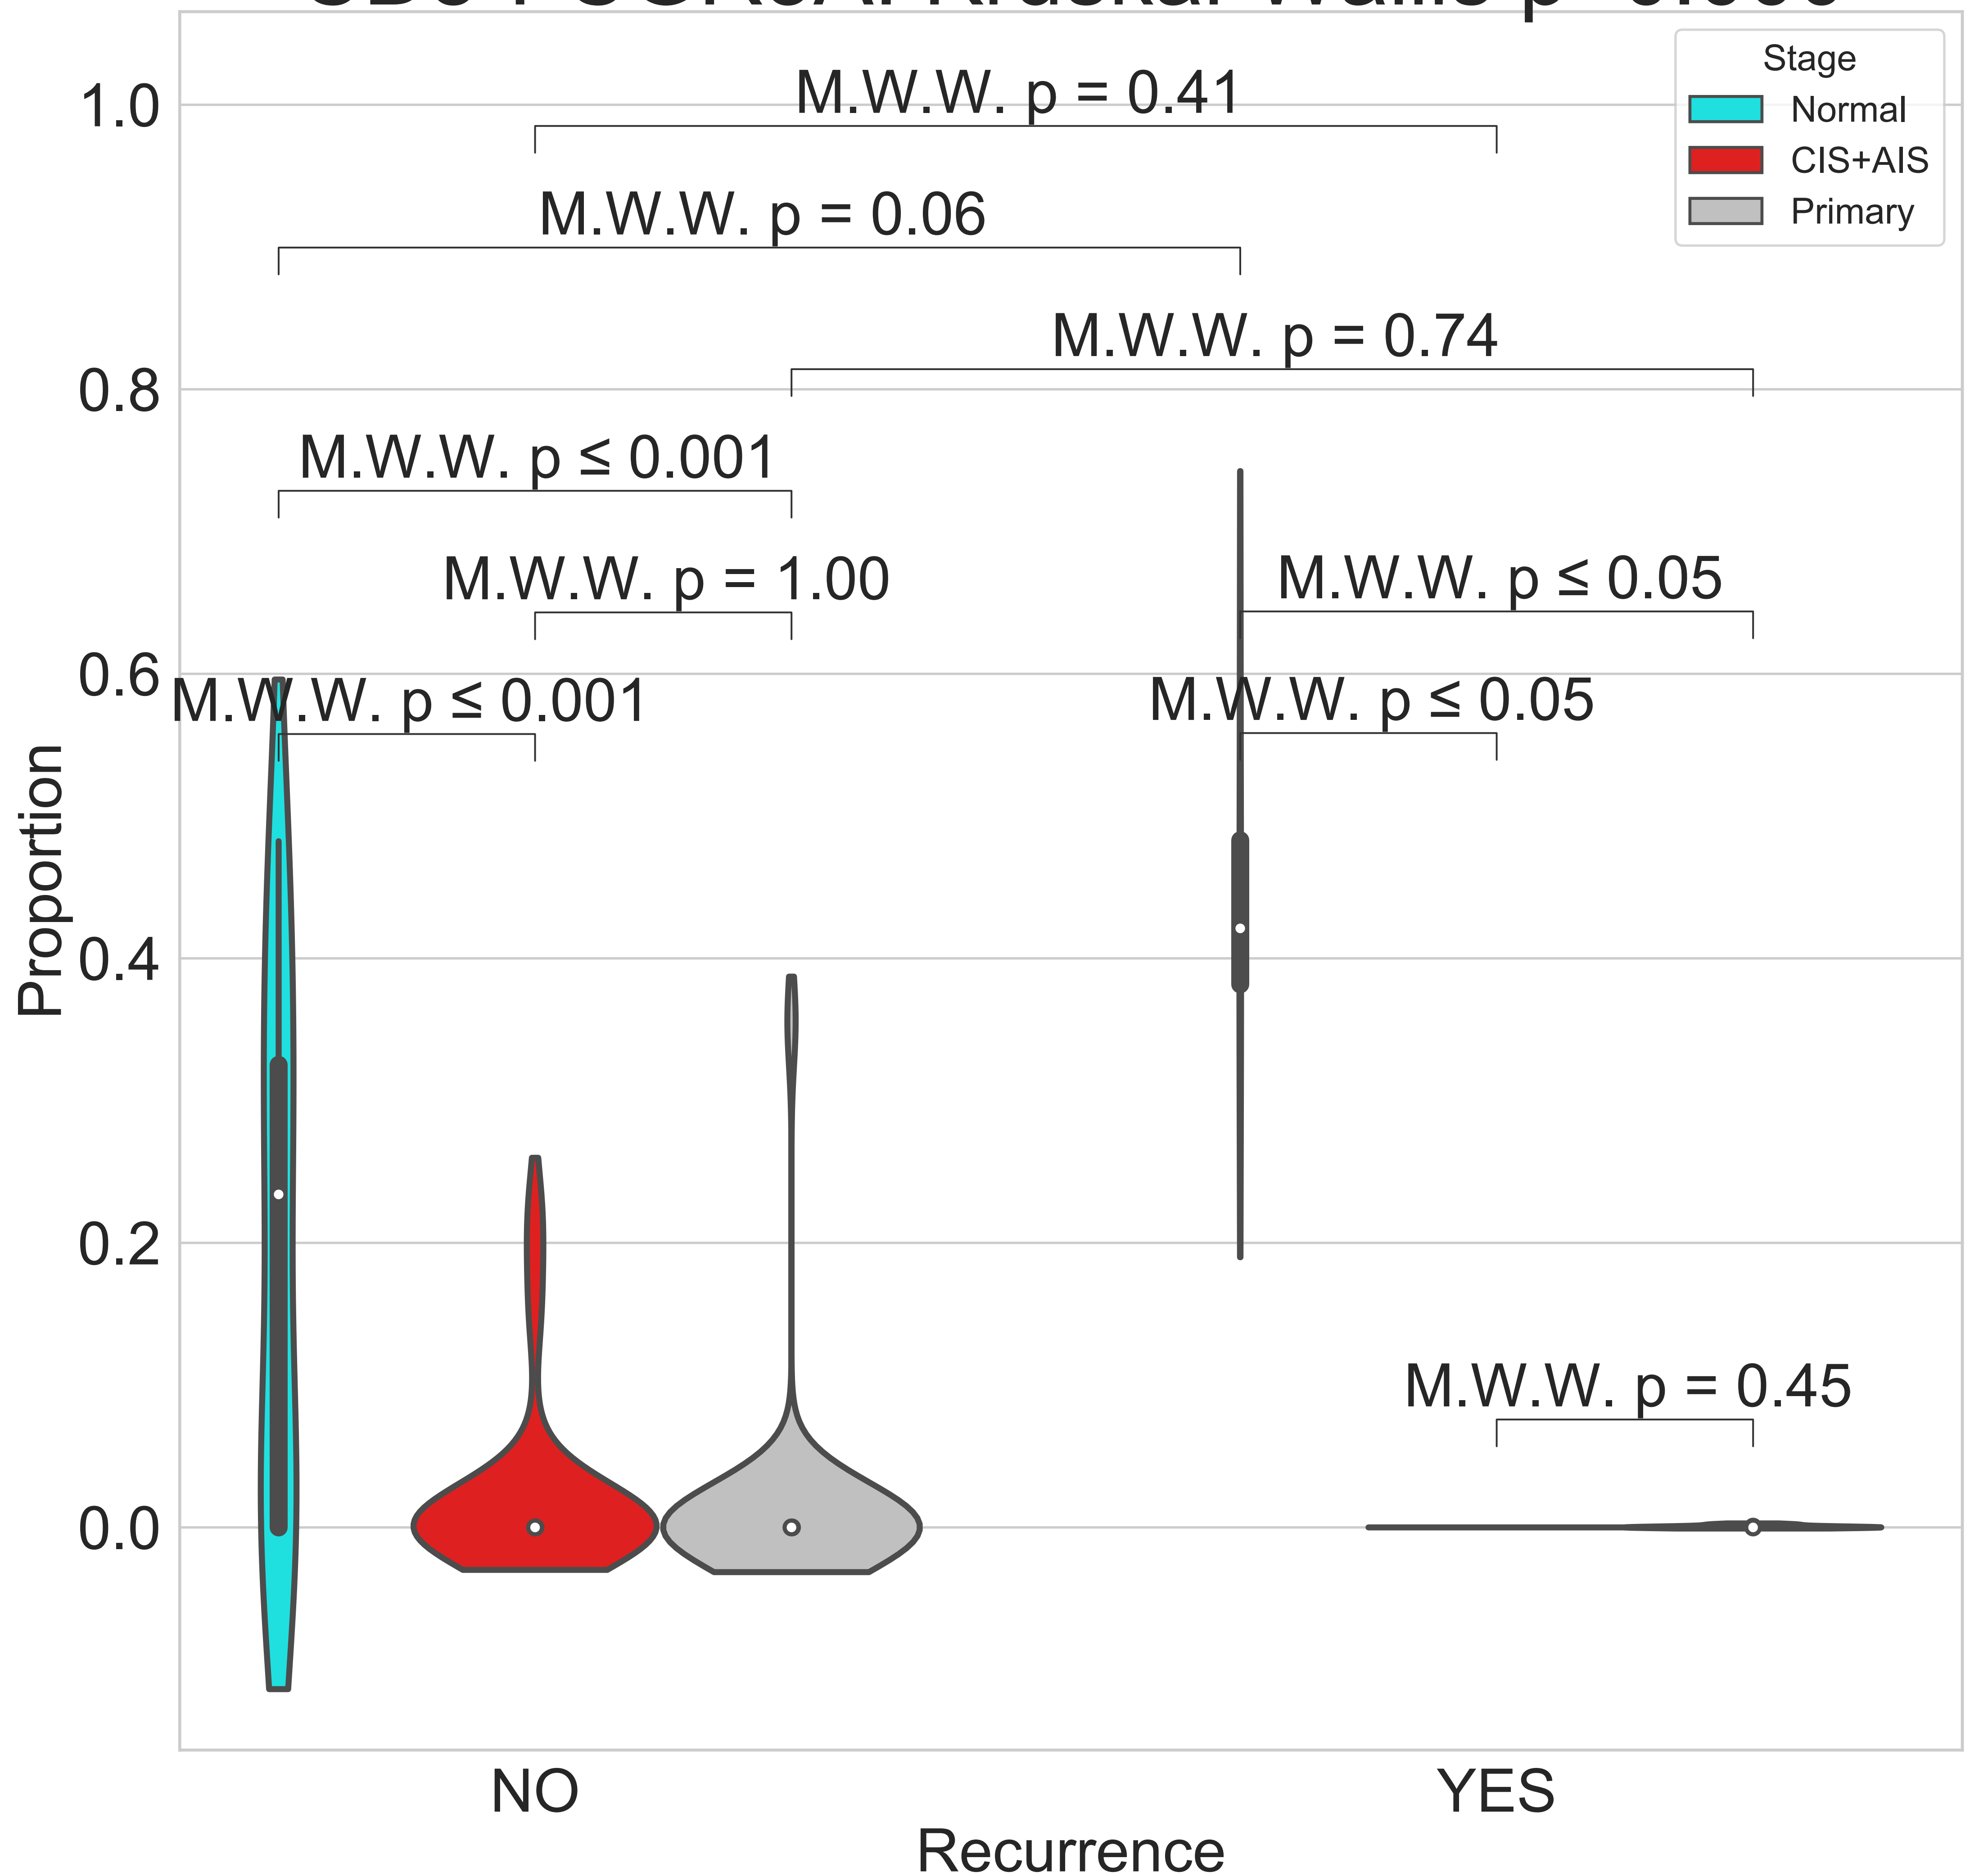 Stage
Normal
CIS+AIS
Primary
M.W.W. p = 0.41
M.W.W. p = 0.06
M.W.W. p = 0.74
M.W.W. p ≤ 0.001
M.W.W. p = 1.00
M.W.W. p ≤ 0.05
M.W.W. p ≤ 0.001
M.W.W. p ≤ 0.05
M.W.W. p = 0.45
1.0
0.8
0.6
0.4
0.2
0.0
Proportion
NO
YES
Recurrence